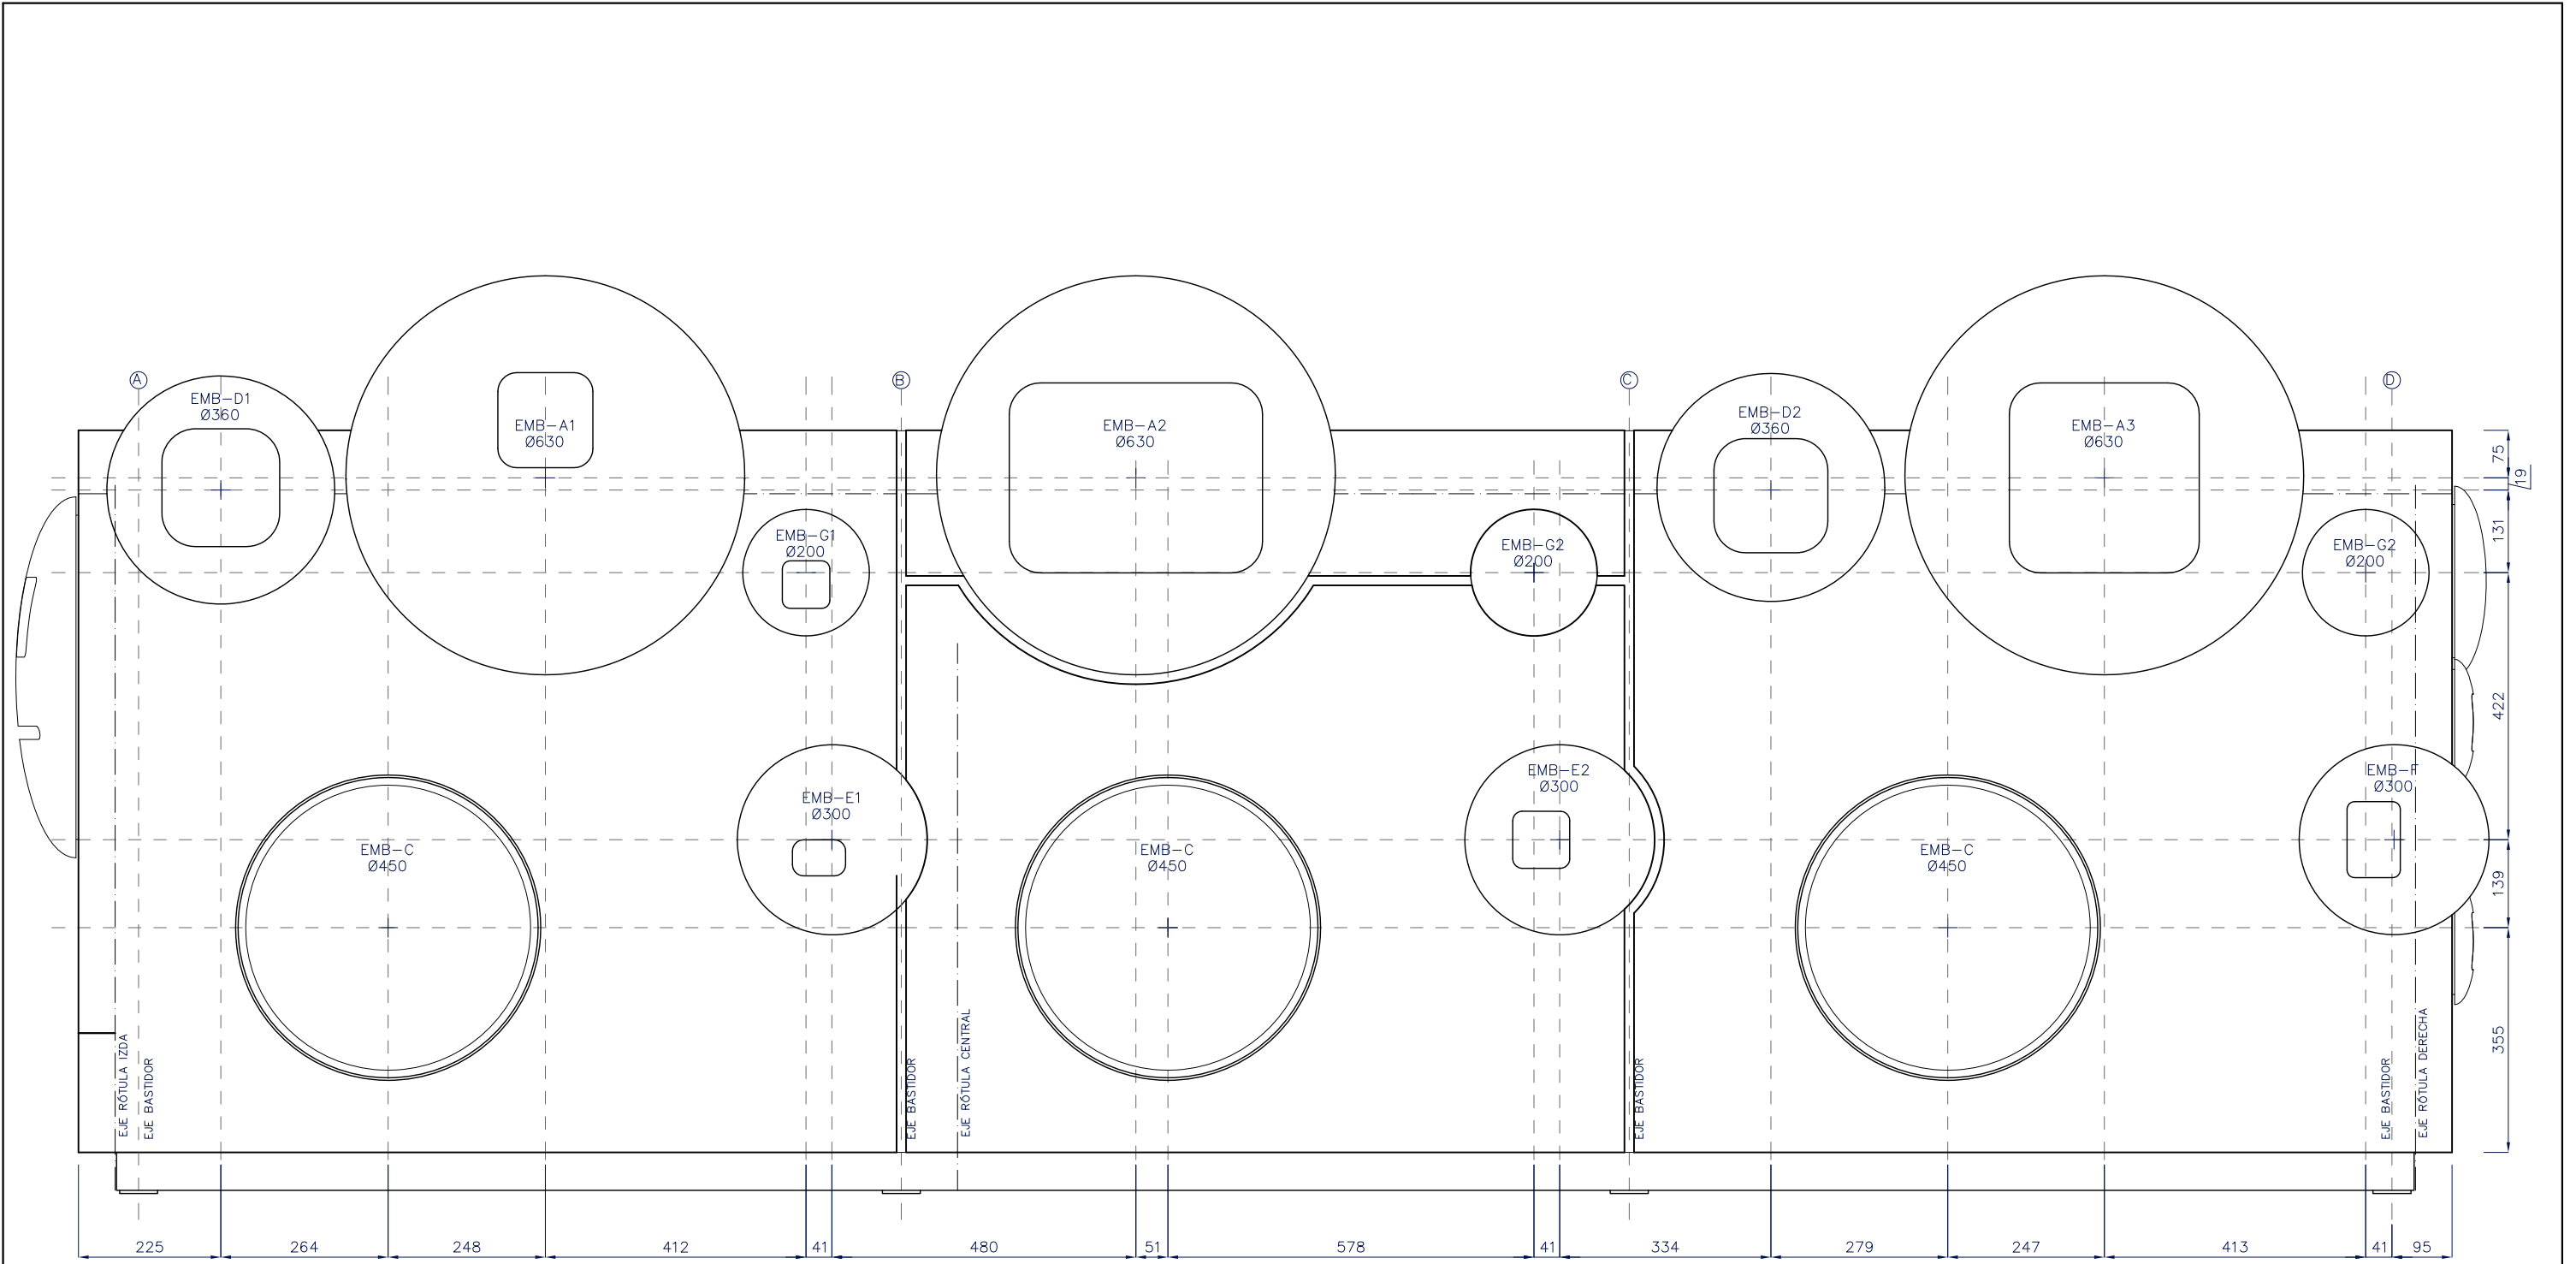 A
B
C
D
EMB-D1
Ø360
EMB-A1
Ø630
EMB-A2
Ø630
EMB-D2
Ø360
EMB-A3
Ø630
EMB-G1
Ø200
EMB-G2
Ø200
EMB-G2
Ø200
EMB-E1
Ø300
EMB-E2
Ø300
EMB-F
Ø300
EMB-C
Ø450
EMB-C
Ø450
EMB-C
Ø450
75
19
131
422
139
355
EJE RÓTULA IZDA
EJE BASTIDOR
EJE BASTIDOR
EJE RÓTULA CENTRAL
EJE BASTIDOR
EJE BASTIDOR
EJE RÓTULA DERECHA
225
264
248
412
41
480
51
578
41
334
279
247
413
41
95